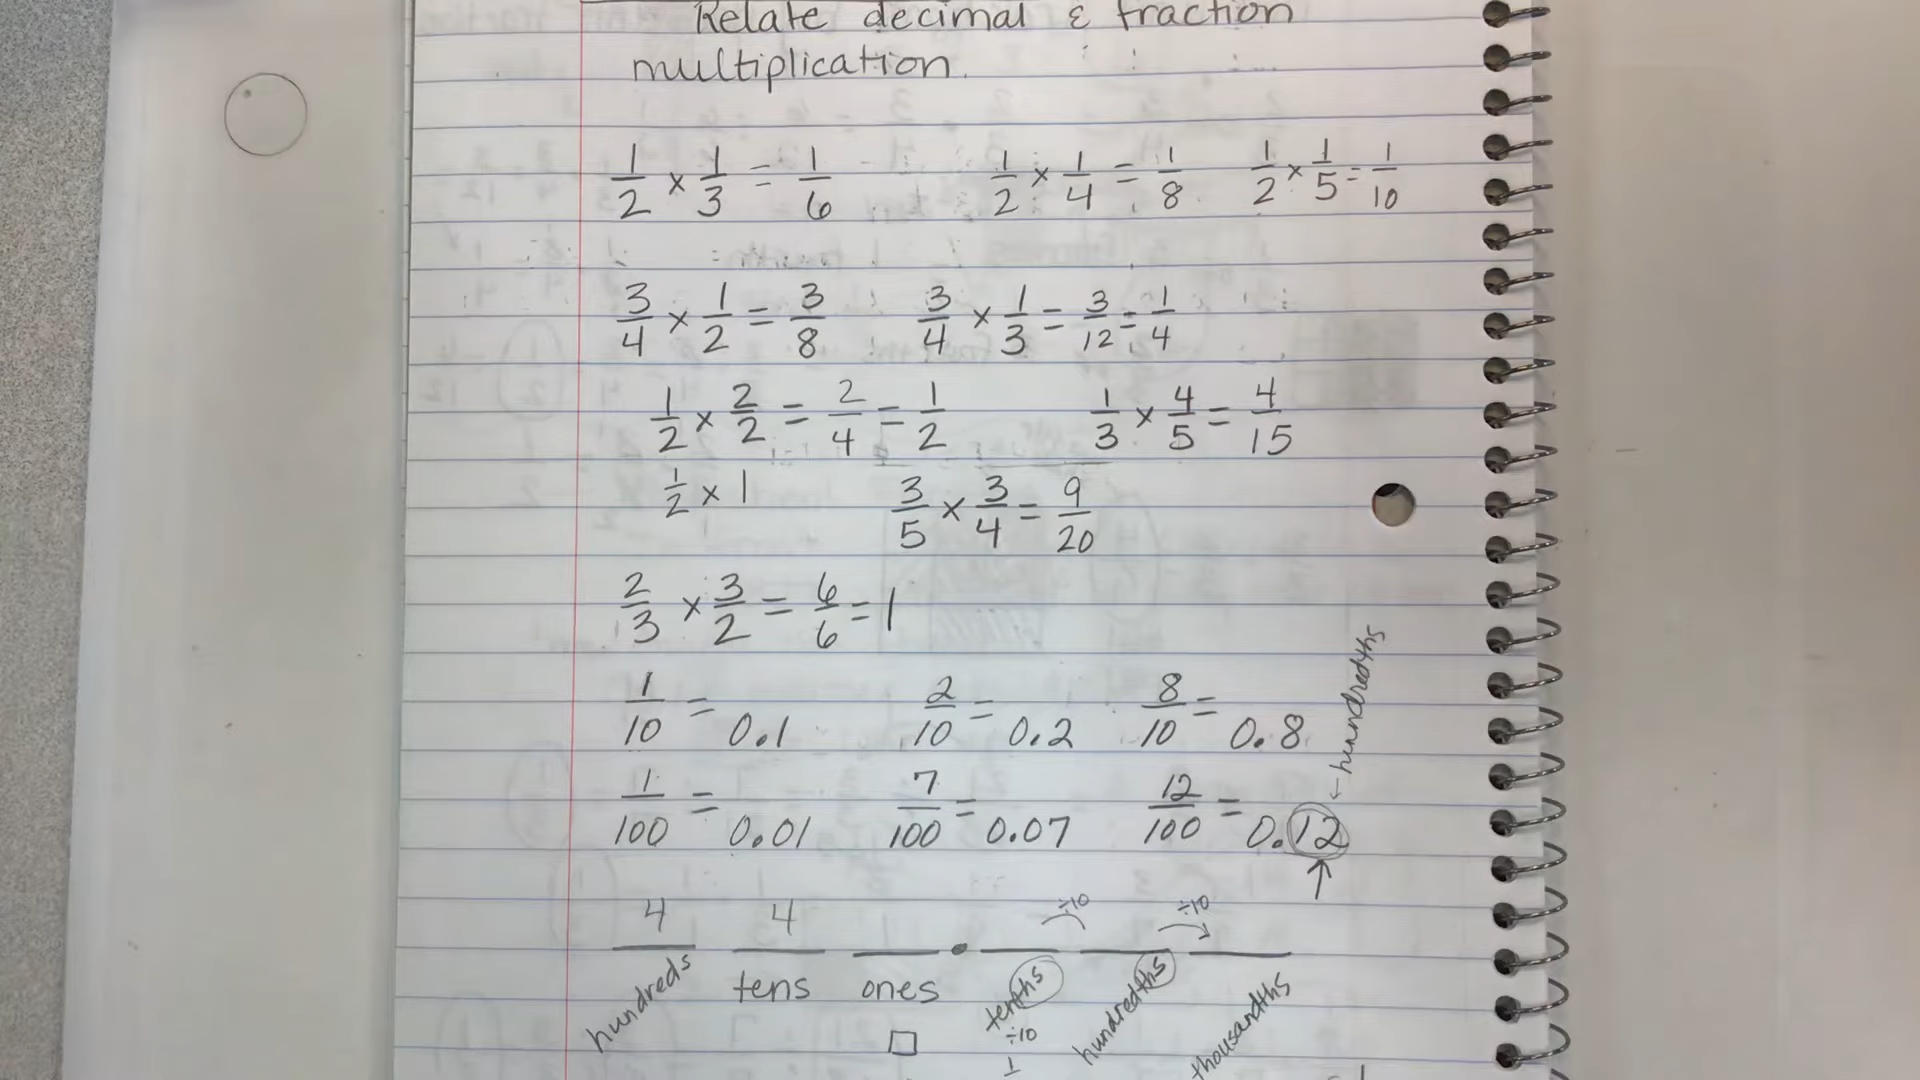 Relate decimal & fraction
multiplication.
1/2 × 1/3 = 1/6 1/2 × 1/4 = 1/8 1/2 × 1/5 = 1/10
3/4 × 1/2 = 3/8 3/4 × 1/3 = 3/12 = 1/4
1/2 × 2/2 = 2/4 = 1/2 1/3 × 4/5 = 4/15
1/2 × 1 3/5 × 3/4 = 9/20
2/3 × 3/2 = 6/6 = 1
1/10 = 0.1 2/10 = 0.2 8/10 = 0.8
1/100 = 0.01 7/100 = 0.07 12/100 = 0.12
← hundredths
4 4 . ÷10 ÷10
hundreds tens ones tenths hundredths thousandths
÷10
1